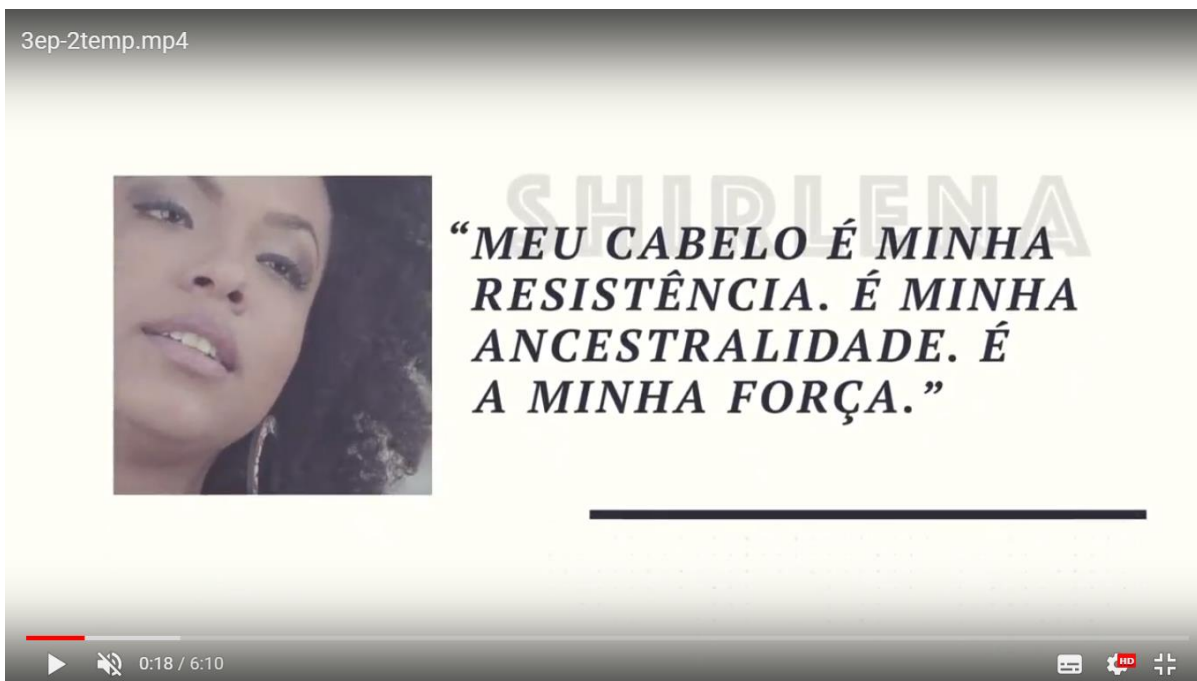 3ep-2temp.mp4
SHIRLENA
“MEU CABELO É MINHA
RESISTÊNCIA. É MINHA
ANCESTRALIDADE. É
A MINHA FORÇA.”
0:18 / 6:10
HD